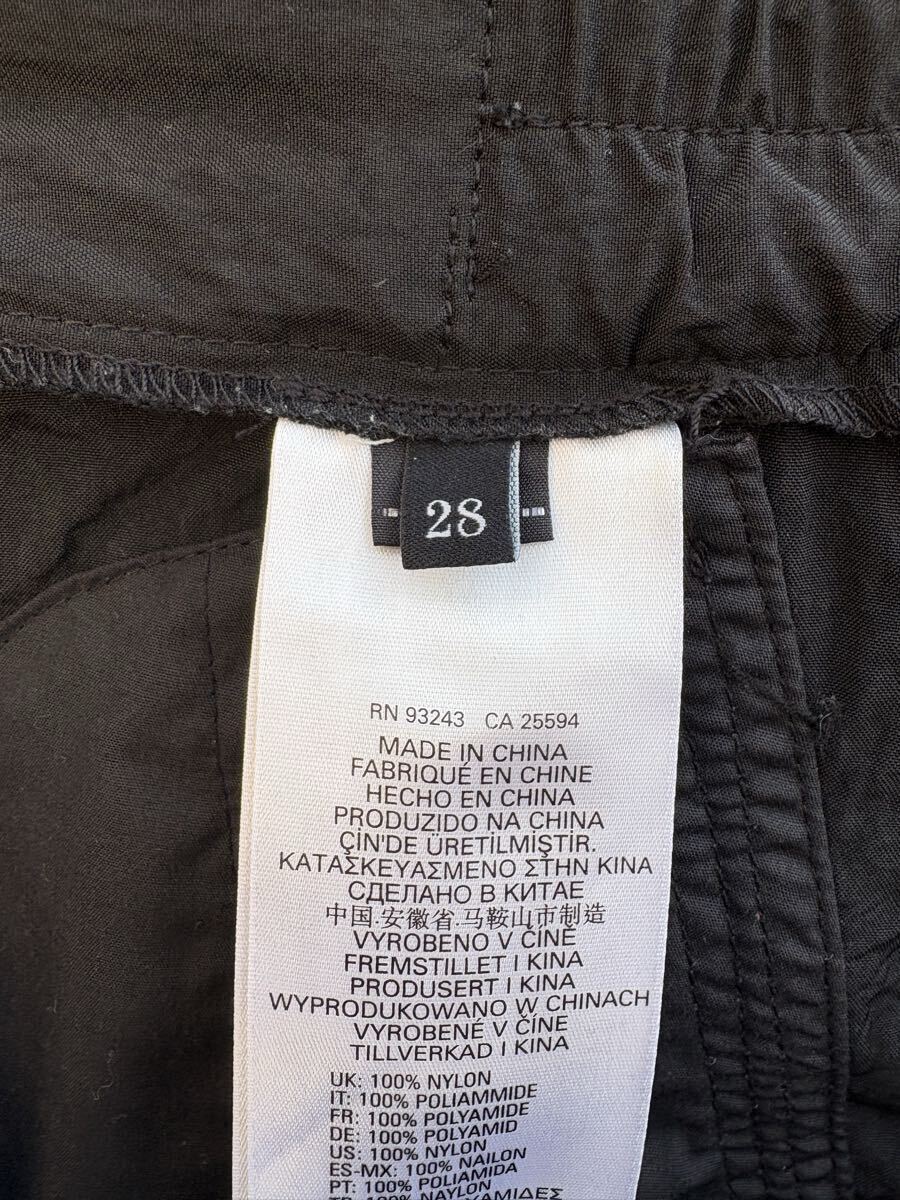 28
RN 93243 CA 25594
MADE IN CHINA
FABRIQUÉ EN CHINE
HECHO EN CHINA
PRODUZIDO NA CHINA
ÇİN'DE ÜRETİLMİŞTİR.
ΚΑΤΑΣΚΕΥΑΣΜΕΝΟ ΣΤΗΝ ΚΙΝΑ
СДЕЛАНО В КИТАЕ
中国.安徽省.马鞍山市制造
VYROBENO V ČÍNĚ
FREMSTILLET I KINA
PRODUSERT I KINA
WYPRODUKOWANO W CHINACH
VYROBENÉ V ČÍNE
TILLVERKAD I KINA
UK: 100% NYLON
IT: 100% POLIAMMIDE
FR: 100% POLYAMIDE
DE: 100% POLYAMID
US: 100% NYLON
ES-MX: 100% NAILON
PT: 100% POLIAMIDA
TR: 100% NAYLON